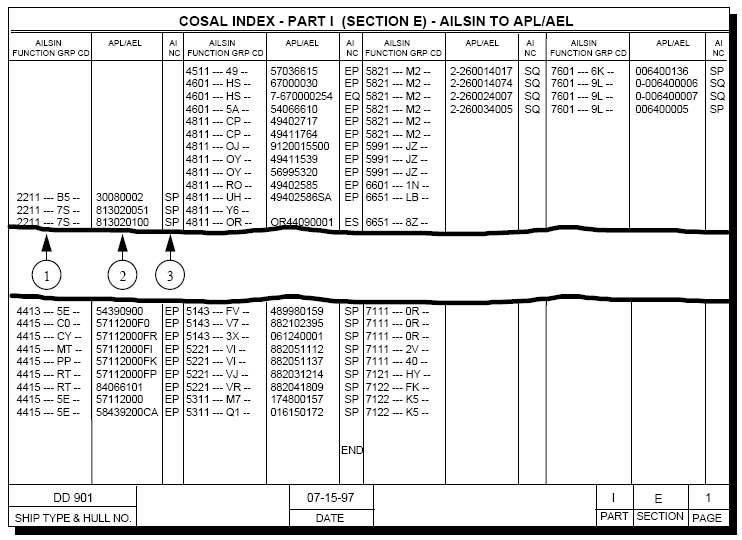 COSAL INDEX - PART I (SECTION E) - AILSIN TO APL/AEL
AILSIN APL/AEL AI AILSIN APL/AEL AI AILSIN APL/AEL AI AILSIN APL/AEL AI
FUNCTION GRP CD NC FUNCTION GRP CD NC FUNCTION GRP CD NC FUNCTION GRP CD NC
4511 --- 49 -- 57036615 EP 5821 --- M2 -- 2-260014017 SQ 7601 --- 6K -- 006400136 SP
4601 --- HS -- 67000030 EP 5821 --- M2 -- 2-260014074 SQ 7601 --- 9L -- 0-006400006 SQ
4601 --- HS -- 7-670000254 EQ 5821 --- M2 -- 2-260024007 SQ 7601 --- 9L -- 0-006400007 SQ
4601 --- 5A -- 54066610 EP 5821 --- M2 -- 2-260034005 SQ 7601 --- 9L -- 006400005 SP
4811 --- CP -- 49402717 EP 5821 --- M2 --
4811 --- CP -- 49411764 EP 5821 --- M2 --
4811 --- OJ -- 9120015500 EP 5991 --- JZ --
4811 --- OY -- 49411539 EP 5991 --- JZ --
4811 --- OY -- 56995320 EP 5991 --- JZ --
4811 --- RO -- 49402585 EP 6601 --- 1N --
2211 --- B5 -- 30080002 SP 4811 --- UH -- 49402586SA EP 6651 --- LB --
2211 --- 7S -- 813020051 SP 4811 --- Y6 --
2211 --- 7S -- 813020100 SP 4811 --- OR -- OR44090001 ES 6651 --- 8Z --
1 2 3
4413 --- 5E -- 54390900 EP 5143 --- FV -- 489980159 SP 7111 --- 0R --
4415 --- C0 -- 5711200F0 EP 5143 --- V7 -- 882102395 SP 7111 --- 0R --
4415 --- CY -- 57112000FR EP 5143 --- 3X -- 061240001 SP 7111 --- 0R --
4415 --- MT -- 57112000FI EP 5221 --- VI -- 882051112 SP 7111 --- 2V --
4415 --- PP -- 57112000FK EP 5221 --- VI -- 882051137 SP 7111 --- 40 --
4415 --- RT -- 57112000FP EP 5221 --- VJ -- 882031214 SP 7121 --- HY --
4415 --- RT -- 84066101 EP 5221 --- VR -- 882041809 SP 7122 --- FK --
4415 --- 5E -- 57112000 EP 5311 --- M7 -- 174800157 SP 7122 --- K5 --
4415 --- 5E -- 58439200CA EP 5311 --- Q1 -- 016150172 SP 7122 --- K5 --
END
DD 901 07-15-97 I E 1
SHIP TYPE & HULL NO. DATE PART SECTION PAGE